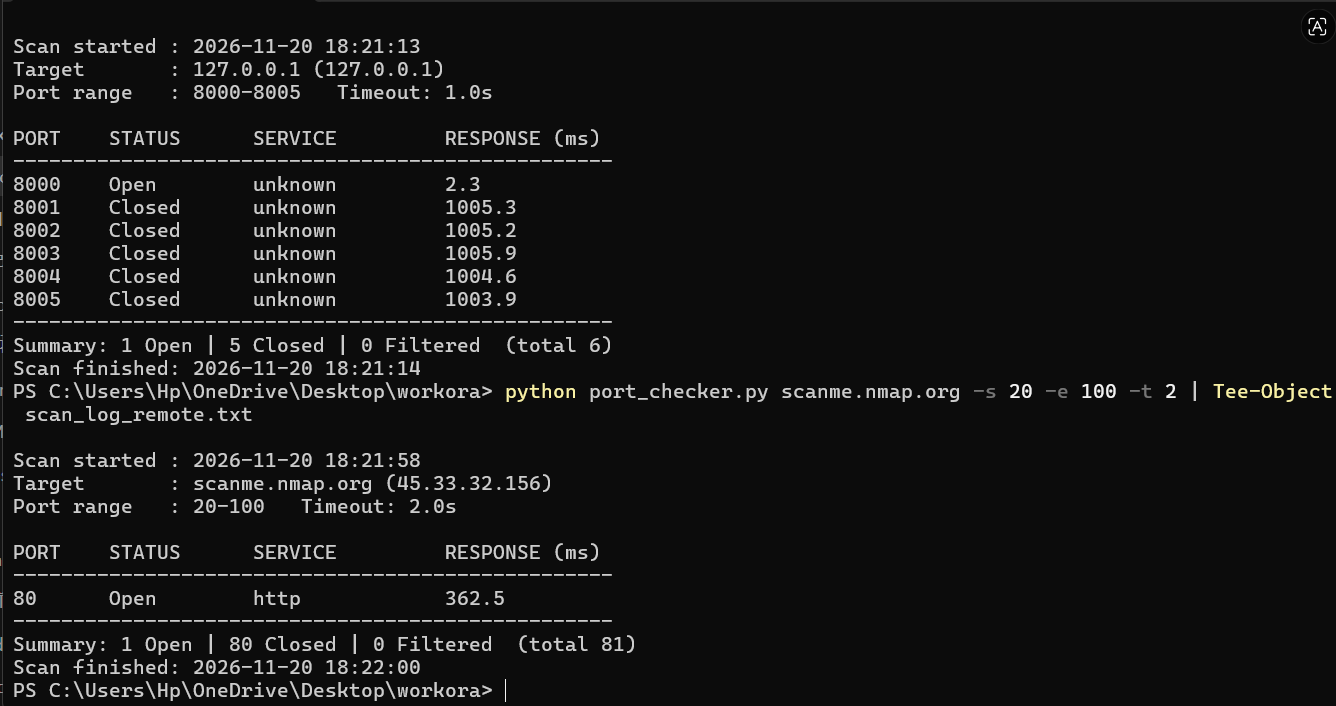 Scan started : 2026-11-20 18:21:13
Target       : 127.0.0.1 (127.0.0.1)
Port range   : 8000-8005   Timeout: 1.0s
PORT    STATUS      SERVICE         RESPONSE (ms)
--------------------------------------------------
8000    Open        unknown         2.3
8001    Closed      unknown         1005.3
8002    Closed      unknown         1005.2
8003    Closed      unknown         1005.9
8004    Closed      unknown         1004.6
8005    Closed      unknown         1003.9
--------------------------------------------------
Summary: 1 Open | 5 Closed | 0 Filtered  (total 6)
Scan finished: 2026-11-20 18:21:14
PS C:\Users\Hp\OneDrive\Desktop\workora> python port_checker.py scanme.nmap.org -s 20 -e 100 -t 2 | Tee-Object
 scan_log_remote.txt
Scan started : 2026-11-20 18:21:58
Target       : scanme.nmap.org (45.33.32.156)
Port range   : 20-100   Timeout: 2.0s
PORT    STATUS      SERVICE         RESPONSE (ms)
--------------------------------------------------
80      Open        http            362.5
--------------------------------------------------
Summary: 1 Open | 80 Closed | 0 Filtered  (total 81)
Scan finished: 2026-11-20 18:22:00
PS C:\Users\Hp\OneDrive\Desktop\workora>